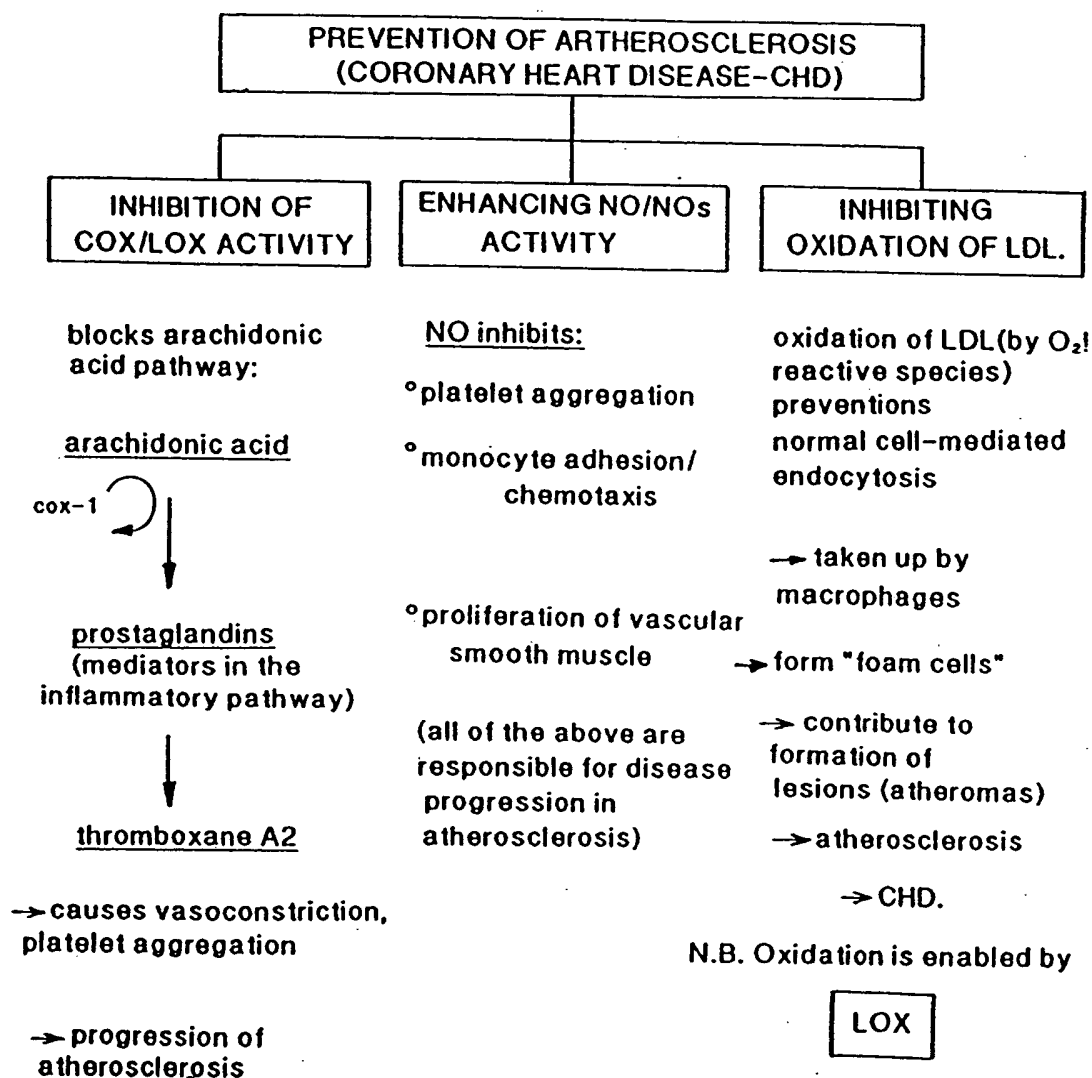 PREVENTION OF ARTHEROSCLEROSIS
(CORONARY HEART DISEASE-CHD)
INHIBITION OF
COX/LOX ACTIVITY
blocks arachidonic
acid pathway:
arachidonic acid
cox-1
prostaglandins
(mediators in the
inflammatory pathway)
thromboxane A2
→ causes vasoconstriction,
platelet aggregation
→ progression of
atherosclerosis
ENHANCING NO/NOs
ACTIVITY
NO inhibits:
°platelet aggregation
°monocyte adhesion/
chemotaxis
°proliferation of vascular
smooth muscle
(all of the above are
responsible for disease
progression in
atherosclerosis)
INHIBITING
OXIDATION OF LDL.
oxidation of LDL(by O₂!
reactive species)
preventions
normal cell-mediated
endocytosis
→ taken up by
macrophages
→ form "foam cells"
→ contribute to
formation of
lesions (atheromas)
→ atherosclerosis
→ CHD.
N.B. Oxidation is enabled by
LOX